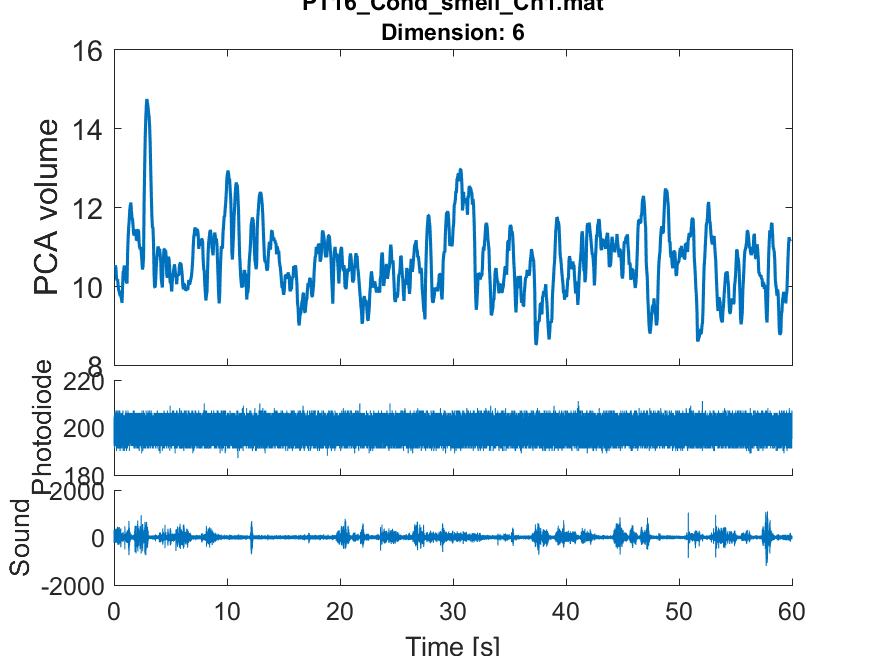 PT16_Cond_smell_Ch1.mat
Dimension: 6
16
14
12
10
8
PCA volume
220
200
180
Photodiode
2000
0
-2000
Sound
0 10 20 30 40 50 60
Time [s]